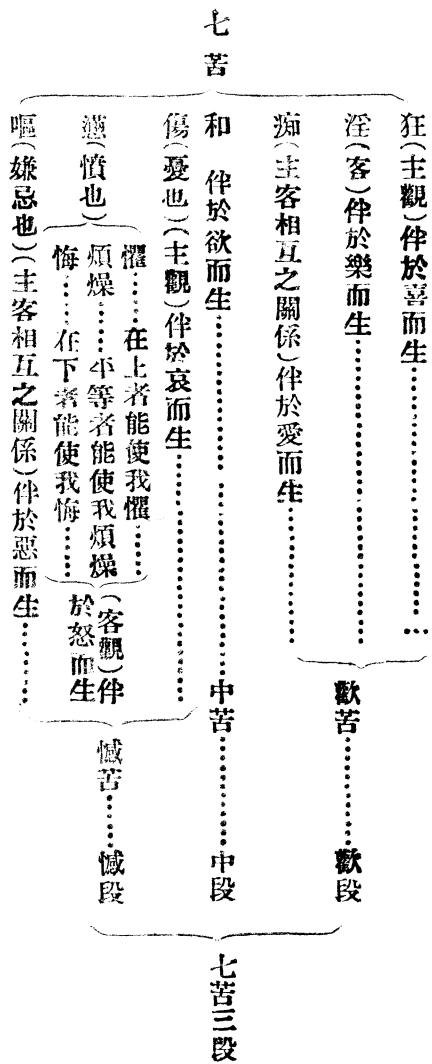 七苦
狂(主觀)伴於喜而生
淫(客)伴於樂而生
痴(主客相互之關係)伴於愛而生
歡苦
歡段
和 伴於欲而生
中苦
中段
傷(憂也)(主觀)伴於哀而生
懣(憤也)
懼 在上者能使我懼
煩燥 平等者能使我煩燥
悔 在下者能使我悔
(客觀)伴
於怒而生
嘔(嫌忌也)(主客相互之關係)伴於惡而生
慽苦
慽段
七苦三段